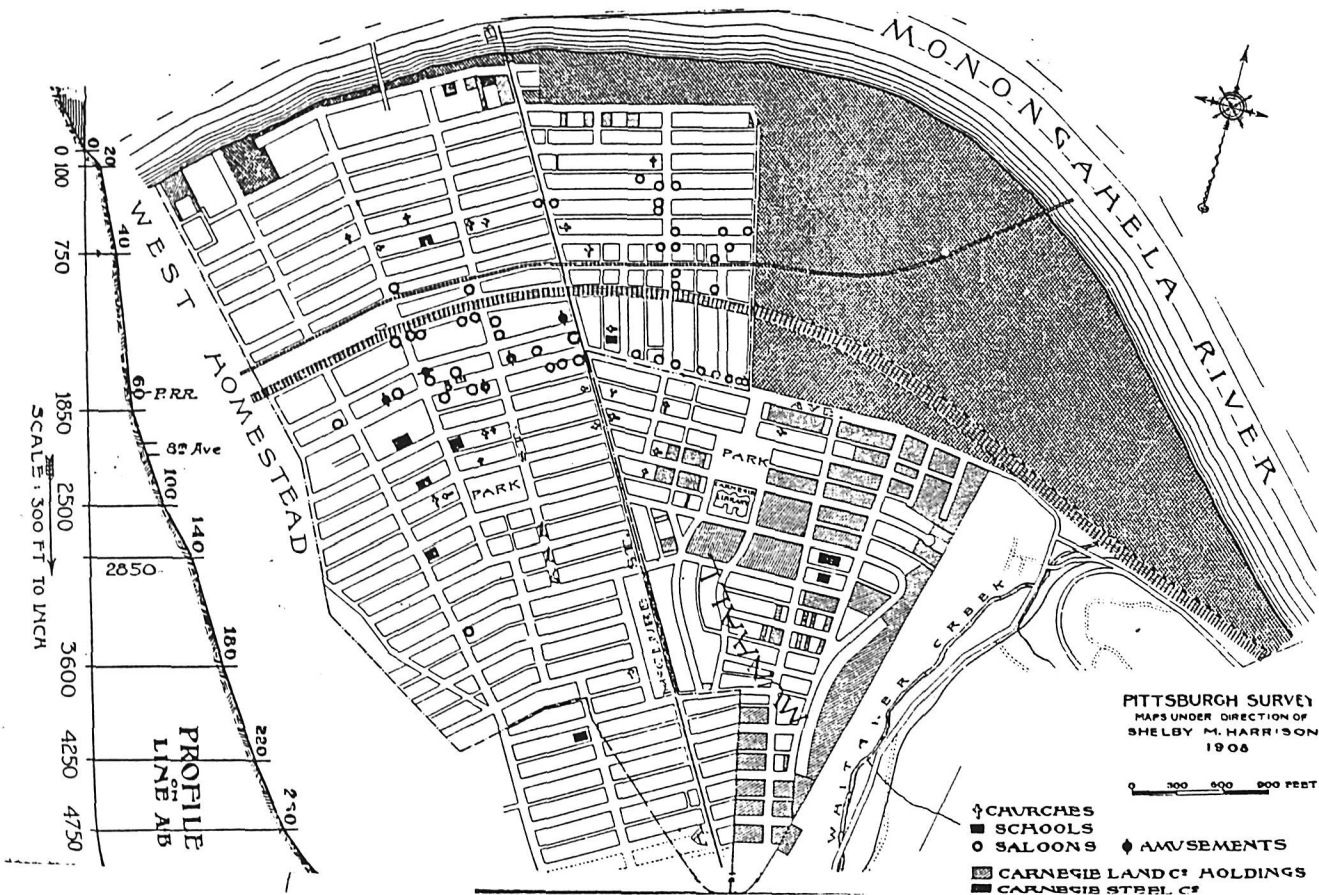 MONONGAHELA RIVER
WEST HOMESTEAD
0 100 750 1850 2500 2850 3600 4250 4750
0 20 40 60 100 140 180 220
P.RR.
8TH Ave
SCALE: 300 FT TO INCH
PROFILE
ON
LINE AB
B
AVE.
PARK
CARNEGIE
LIBRARY
PARK
A
WHITAKER CREEK
PITTSBURGH SURVEY
MAPS UNDER DIRECTION OF
SHELBY M. HARRISON
1908
0 300 600 900 FEET
CHURCHES
SCHOOLS
SALOONS
AMUSEMENTS
CARNEGIE LAND Cº HOLDINGS
CARNEGIE STEEL Cº